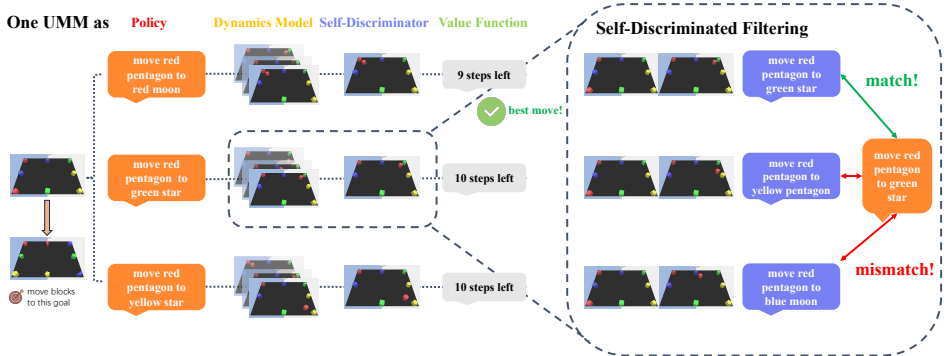 One UMM as
Policy
Dynamics Model
Self-Discriminator
Value Function
move red
pentagon to
red moon
9 steps left
best move!
move red
pentagon to
green star
10 steps left
move red
pentagon to
yellow star
10 steps left
move blocks
to this goal
Self-Discriminated Filtering
move red
pentagon to
green star
match!
move red
pentagon to
yellow pentagon
move red
pentagon
to green
star
move red
pentagon to
blue moon
mismatch!